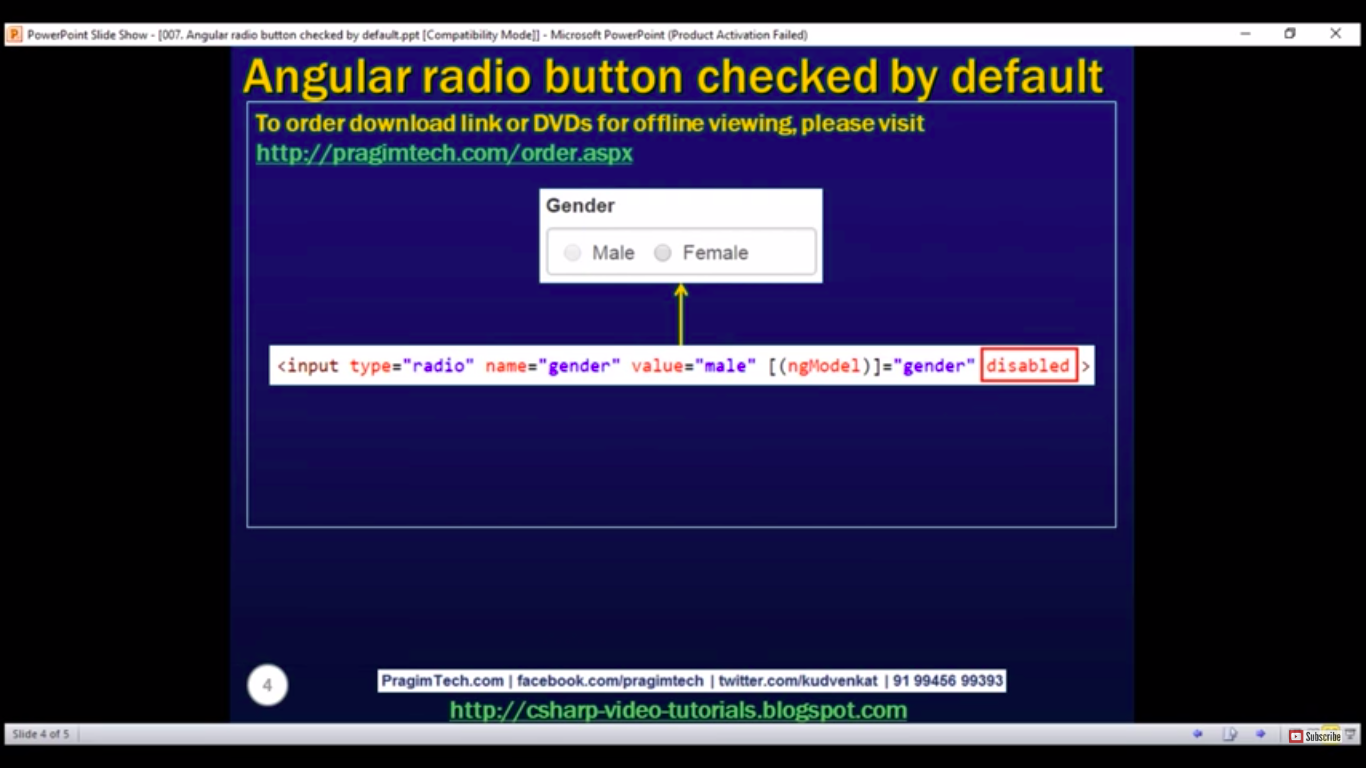 PowerPoint Slide Show - [007. Angular radio button checked by default.ppt [Compatibility Mode]] - Microsoft PowerPoint (Product Activation Failed)
Angular radio button checked by default
To order download link or DVDs for offline viewing, please visit
http://pragimtech.com/order.aspx
Gender
Male Female
<input type="radio" name="gender" value="male" [(ngModel)]="gender" disabled >
4
PragimTech.com | facebook.com/pragimtech | twitter.com/kudvenkat | 91 99456 99393
http://csharp-video-tutorials.blogspot.com
Slide 4 of 5
Subscribe